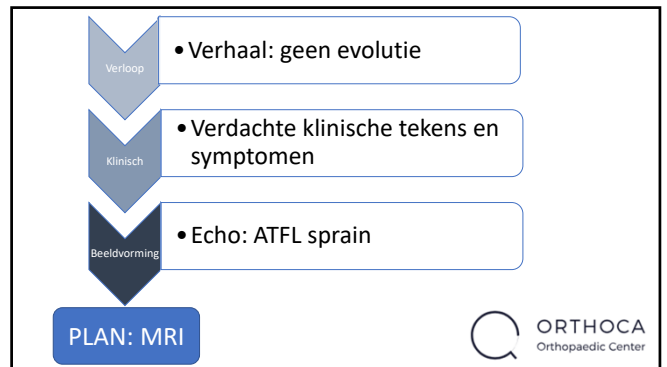 Verloop
• Verhaal: geen evolutie
Klinisch
• Verdachte klinische tekens en
symptomen
Beeldvorming
• Echo: ATFL sprain
PLAN: MRI
ORTHOCA
Orthopaedic Center